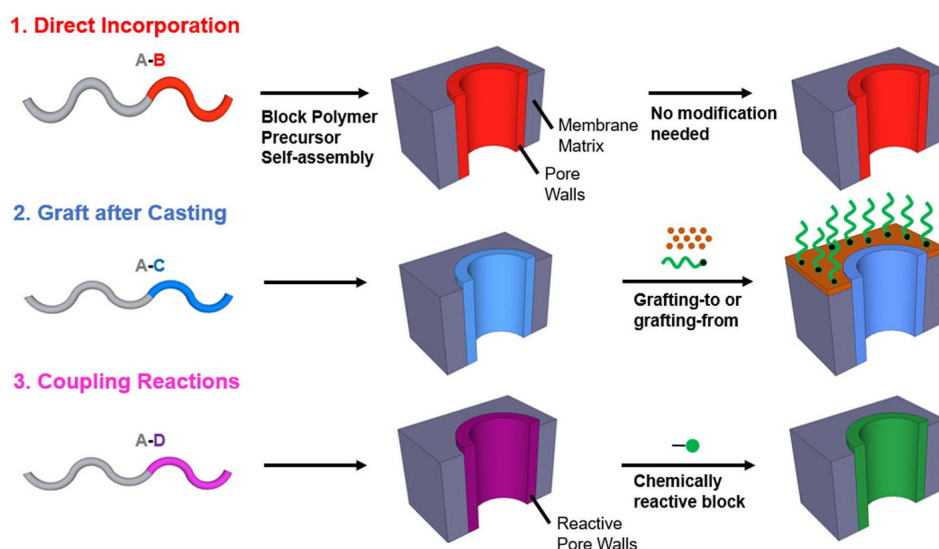 1. Direct Incorporation
A-B
Block Polymer
Precursor
Self-assembly
Membrane
Matrix
Pore
Walls
No modification
needed
2. Graft after Casting
A-C
Grafting-to or
grafting-from
3. Coupling Reactions
A-D
Reactive
Pore Walls
Chemically
reactive block